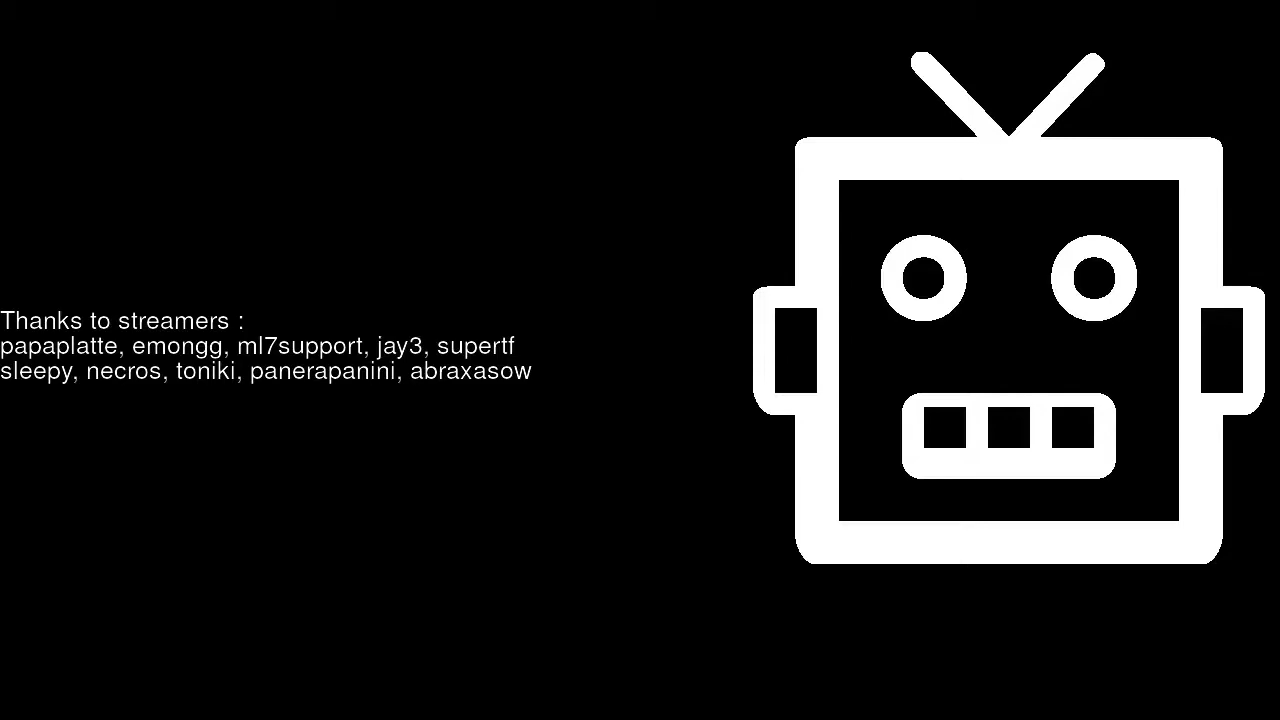 Thanks to streamers :
papaplatte, emongg, ml7support, jay3, supertf
sleepy, necros, toniki, panerapanini, abraxasow